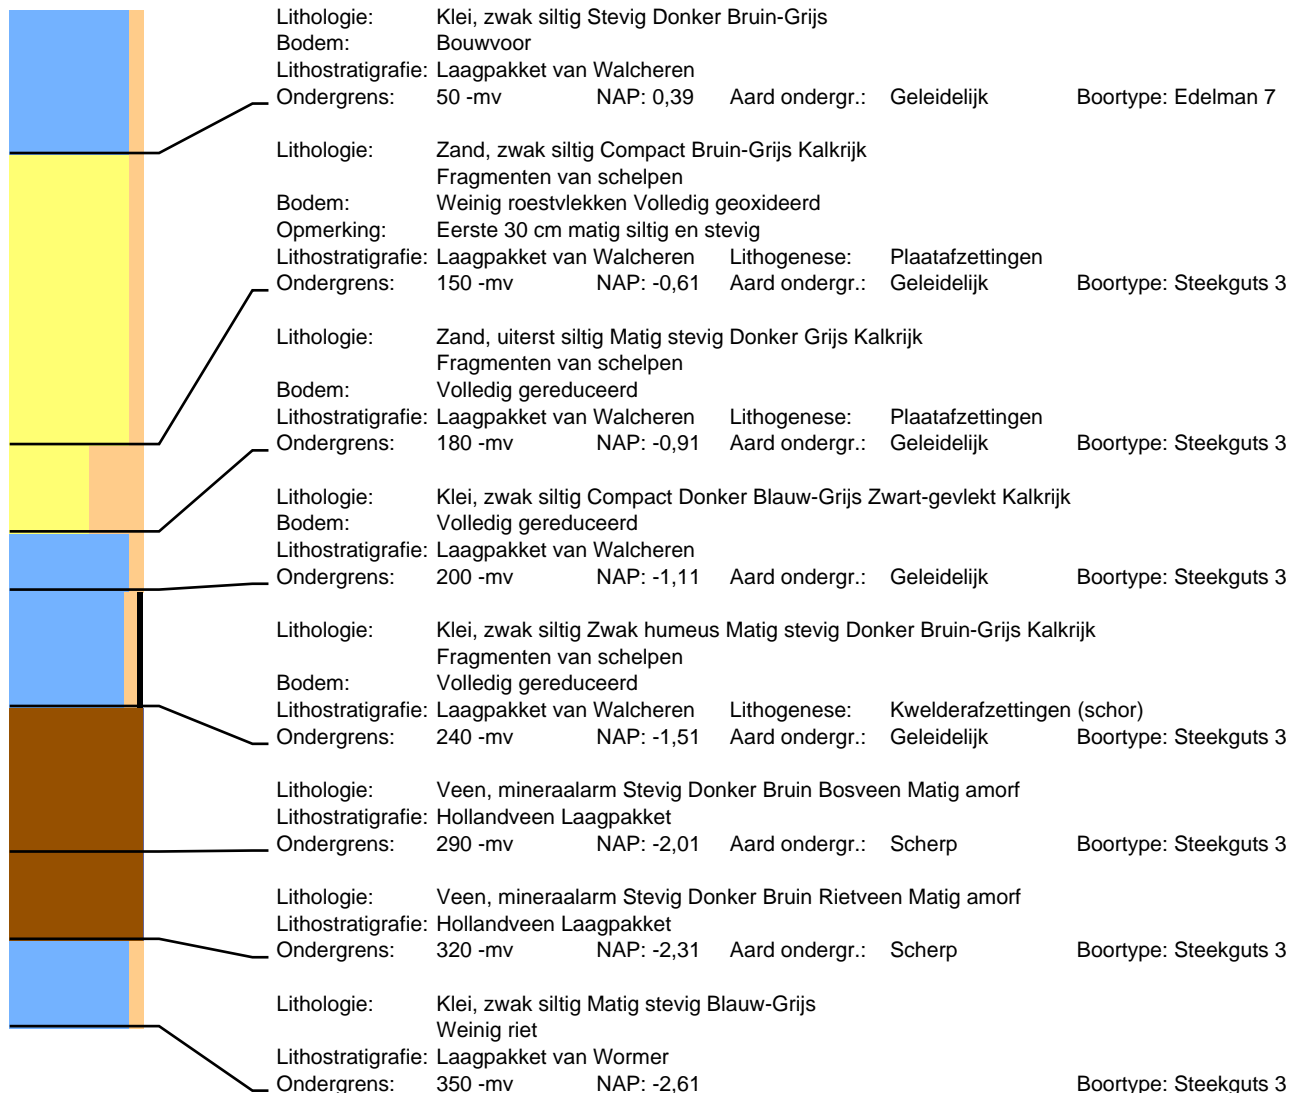 Lithologie: Klei, zwak siltig Stevig Donker Bruin-Grijs
Bodem: Bouwvoor
Lithostratigrafie: Laagpakket van Walcheren
Ondergrens: 50 -mv NAP: 0,39 Aard ondergr.: Geleidelijk Boortype: Edelman 7
Lithologie: Zand, zwak siltig Compact Bruin-Grijs Kalkrijk
Fragmenten van schelpen
Bodem: Weinig roestvlekken Volledig geoxideerd
Opmerking: Eerste 30 cm matig siltig en stevig
Lithostratigrafie: Laagpakket van Walcheren Lithogenese: Plaatafzettingen
Ondergrens: 150 -mv NAP: -0,61 Aard ondergr.: Geleidelijk Boortype: Steekguts 3
Lithologie: Zand, uiterst siltig Matig stevig Donker Grijs Kalkrijk
Fragmenten van schelpen
Bodem: Volledig gereduceerd
Lithostratigrafie: Laagpakket van Walcheren Lithogenese: Plaatafzettingen
Ondergrens: 180 -mv NAP: -0,91 Aard ondergr.: Geleidelijk Boortype: Steekguts 3
Lithologie: Klei, zwak siltig Compact Donker Blauw-Grijs Zwart-gevlekt Kalkrijk
Bodem: Volledig gereduceerd
Lithostratigrafie: Laagpakket van Walcheren
Ondergrens: 200 -mv NAP: -1,11 Aard ondergr.: Geleidelijk Boortype: Steekguts 3
Lithologie: Klei, zwak siltig Zwak humeus Matig stevig Donker Bruin-Grijs Kalkrijk
Fragmenten van schelpen
Bodem: Volledig gereduceerd
Lithostratigrafie: Laagpakket van Walcheren Lithogenese: Kwelderafzettingen (schor)
Ondergrens: 240 -mv NAP: -1,51 Aard ondergr.: Geleidelijk Boortype: Steekguts 3
Lithologie: Veen, mineraalarm Stevig Donker Bruin Bosveen Matig amorf
Lithostratigrafie: Hollandveen Laagpakket
Ondergrens: 290 -mv NAP: -2,01 Aard ondergr.: Scherp Boortype: Steekguts 3
Lithologie: Veen, mineraalarm Stevig Donker Bruin Rietveen Matig amorf
Lithostratigrafie: Hollandveen Laagpakket
Ondergrens: 320 -mv NAP: -2,31 Aard ondergr.: Scherp Boortype: Steekguts 3
Lithologie: Klei, zwak siltig Matig stevig Blauw-Grijs
Weinig riet
Lithostratigrafie: Laagpakket van Wormer
Ondergrens: 350 -mv NAP: -2,61 Boortype: Steekguts 3